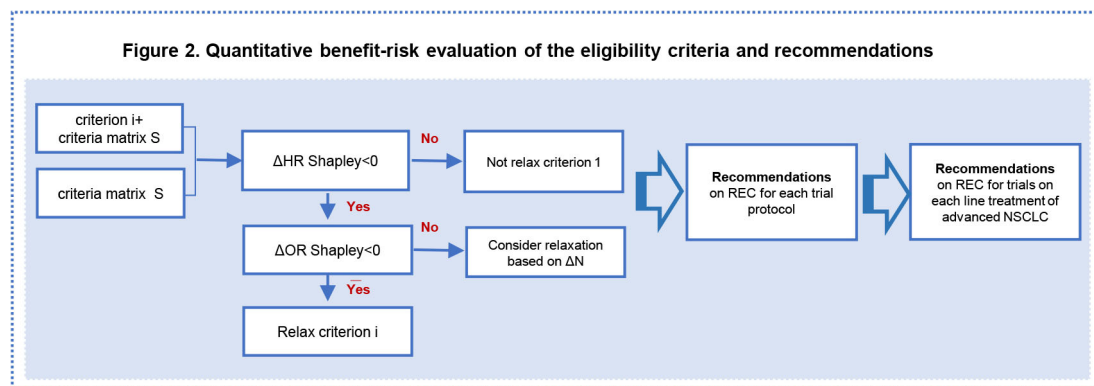 Figure 2. Quantitative benefit-risk evaluation of the eligibility criteria and recommendations
criterion i+
criteria matrix S
criteria matrix S
ΔHR Shapley<0
No
Not relax criterion 1
Yes
ΔOR Shapley<0
No
Consider relaxation
based on ΔN
Yes
Relax criterion i
Recommendations
on REC for each trial
protocol
Recommendations
on REC for trials on
each line treatment of
advanced NSCLC